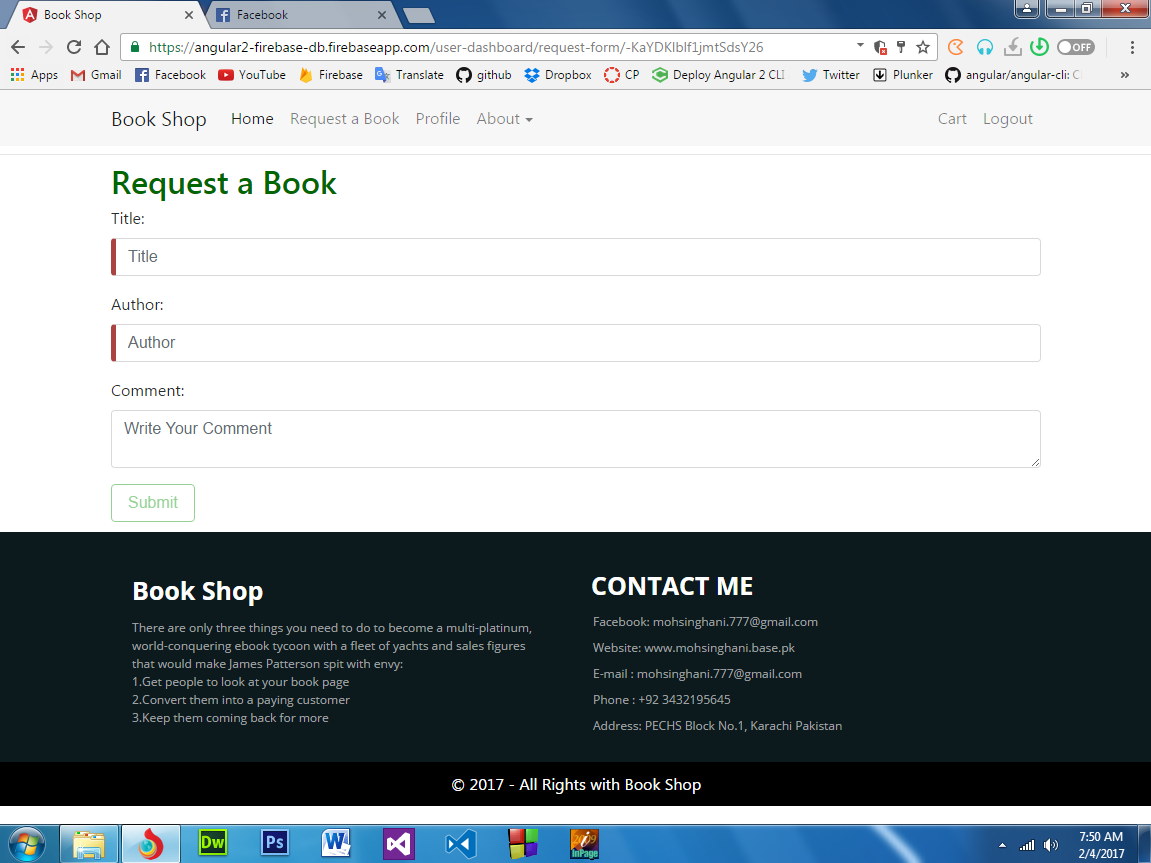 Book Shop
Facebook
https://angular2-firebase-db.firebaseapp.com/user-dashboard/request-form/-KaYDKlblf1jmtSdsY26
OFF
Apps Gmail Facebook YouTube Firebase Translate github Dropbox CP Deploy Angular 2 CLI Twitter Plunker angular/angular-cli: C »
Book Shop Home Request a Book Profile About Cart Logout
Request a Book
Title:
Title
Author:
Author
Comment:
Write Your Comment
Submit
Book Shop
There are only three things you need to do to become a multi-platinum,
world-conquering ebook tycoon with a fleet of yachts and sales figures
that would make James Patterson spit with envy:
1.Get people to look at your book page
2.Convert them into a paying customer
3.Keep them coming back for more
CONTACT ME
Facebook: mohsinghani.777@gmail.com
Website: www.mohsinghani.base.pk
E-mail : mohsinghani.777@gmail.com
Phone : +92 3432195645
Address: PECHS Block No.1, Karachi Pakistan
© 2017 - All Rights with Book Shop
Dw Ps W 2009 InPage
7:50 AM
2/4/2017